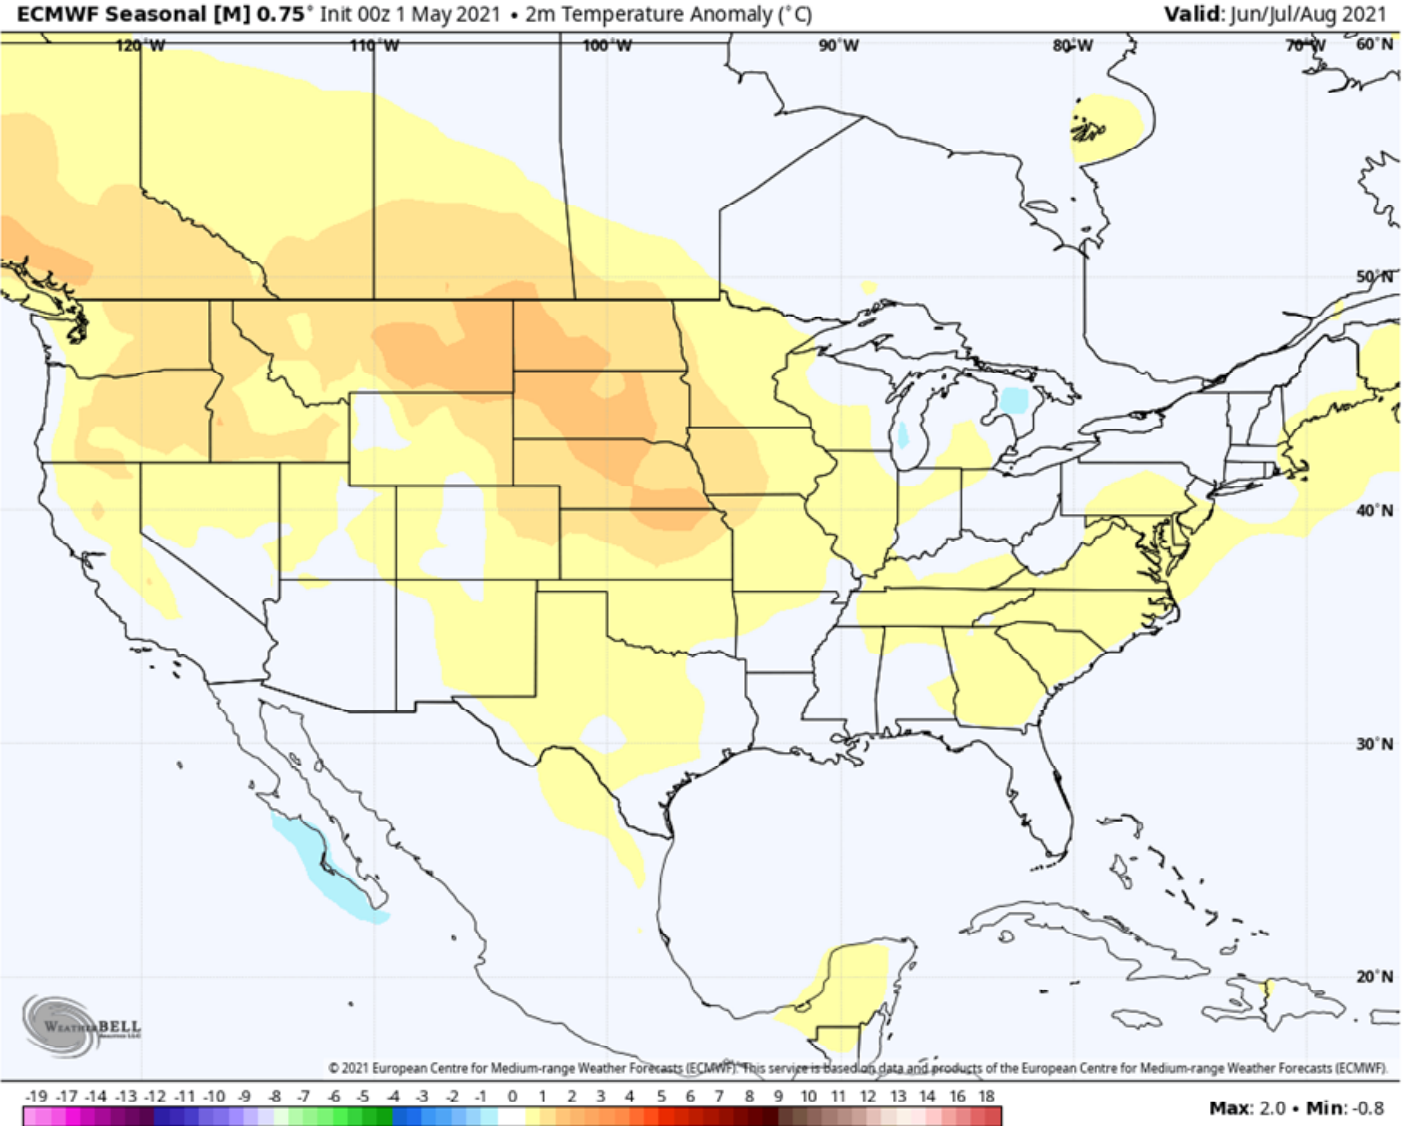 ECMWF Seasonal [M] 0.75° Init 00z 1 May 2021 • 2m Temperature Anomaly (°C) Valid: Jun/Jul/Aug 2021
120°W 110°W 100°W 90°W 80°W 70°W 60°N
50°N
40°N
30°N
20°N
WEATHERBELL
© 2021 European Centre for Medium-range Weather Forecasts (ECMWF). This service is based on data and products of the European Centre for Medium-range Weather Forecasts (ECMWF).
-19 -17 -14 -13 -12 -11 -10 -9 -8 -7 -6 -5 -4 -3 -2 -1 0 1 2 3 4 5 6 7 8 9 10 11 12 13 14 16 18
Max: 2.0 • Min: -0.8